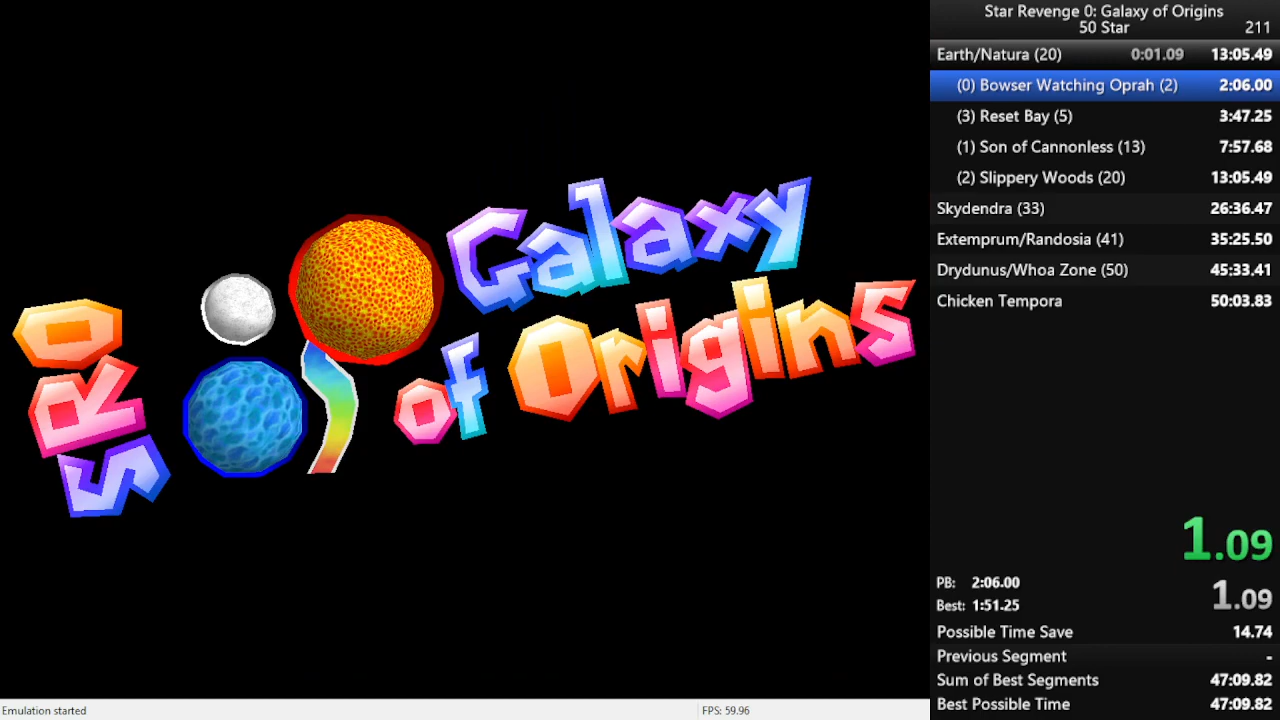 SR0
Galaxy
of Origins
Emulation started
FPS: 59.96
Star Revenge 0: Galaxy of Origins
50 Star 211
Earth/Natura (20) 0:01.09 13:05.49
(0) Bowser Watching Oprah (2) 2:06.00
(3) Reset Bay (5) 3:47.25
(1) Son of Cannonless (13) 7:57.68
(2) Slippery Woods (20) 13:05.49
Skydendra (33) 26:36.47
Extemprum/Randosia (41) 35:25.50
Drydunus/Whoa Zone (50) 45:33.41
Chicken Tempora 50:03.83
1.09
PB: 2:06.00
Best: 1:51.25
1.09
Possible Time Save 14.74
Previous Segment -
Sum of Best Segments 47:09.82
Best Possible Time 47:09.82